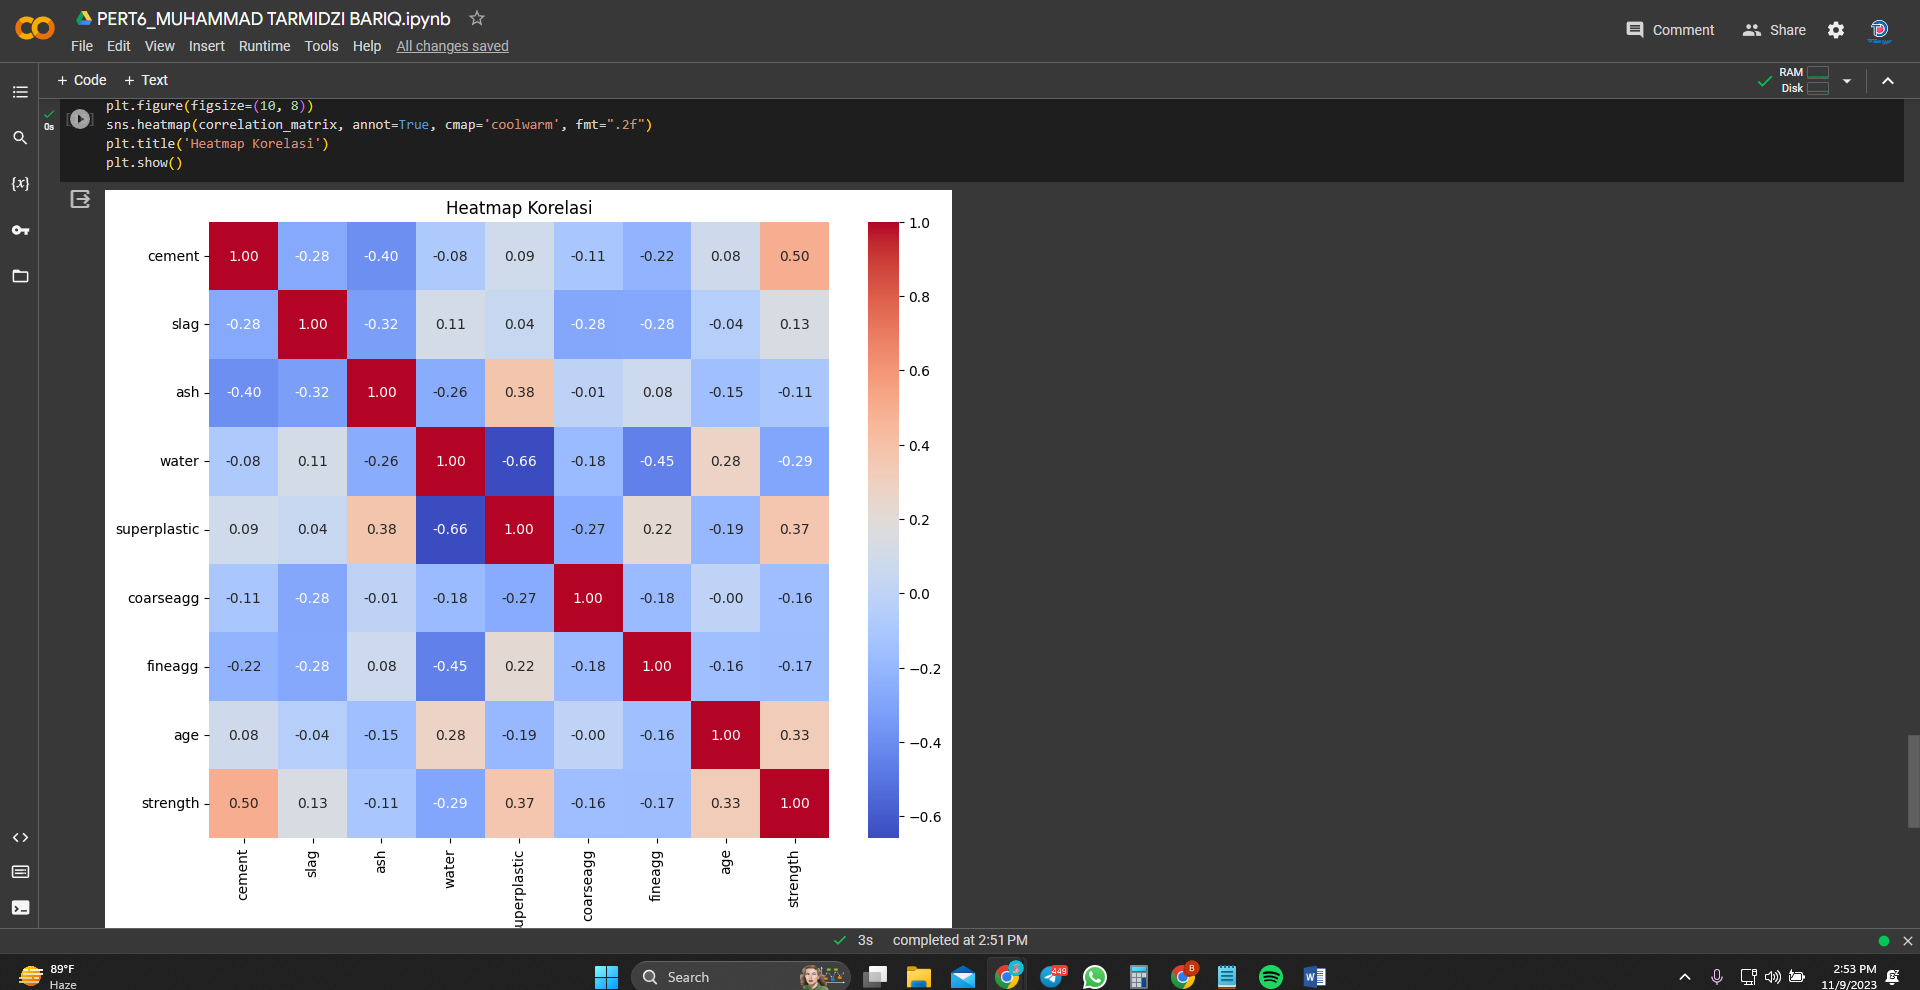 PERT6_MUHAMMAD TARMIDZI BARIQ.ipynb
File Edit View Insert Runtime Tools Help All changes saved
Comment Share
+ Code + Text
RAM
Disk
0s
plt.figure(figsize=(10, 8))
sns.heatmap(correlation_matrix, annot=True, cmap='coolwarm', fmt=".2f")
plt.title('Heatmap Korelasi')
plt.show()
{x}
Heatmap Korelasi
cement 1.00 -0.28 -0.40 -0.08 0.09 -0.11 -0.22 0.08 0.50
slag -0.28 1.00 -0.32 0.11 0.04 -0.28 -0.28 -0.04 0.13
ash -0.40 -0.32 1.00 -0.26 0.38 -0.01 0.08 -0.15 -0.11
water -0.08 0.11 -0.26 1.00 -0.66 -0.18 -0.45 0.28 -0.29
superplastic 0.09 0.04 0.38 -0.66 1.00 -0.27 0.22 -0.19 0.37
coarseagg -0.11 -0.28 -0.01 -0.18 -0.27 1.00 -0.18 -0.00 -0.16
fineagg -0.22 -0.28 0.08 -0.45 0.22 -0.18 1.00 -0.16 -0.17
age 0.08 -0.04 -0.15 0.28 -0.19 -0.00 -0.16 1.00 0.33
strength 0.50 0.13 -0.11 -0.29 0.37 -0.16 -0.17 0.33 1.00
cement slag ash water uperplastic coarseagg fineagg age strength
1.0
0.8
0.6
0.4
0.2
0.0
−0.2
−0.4
−0.6
3s completed at 2:51 PM
89°F
Haze
Search
449
B
2:53 PM
11/9/2023